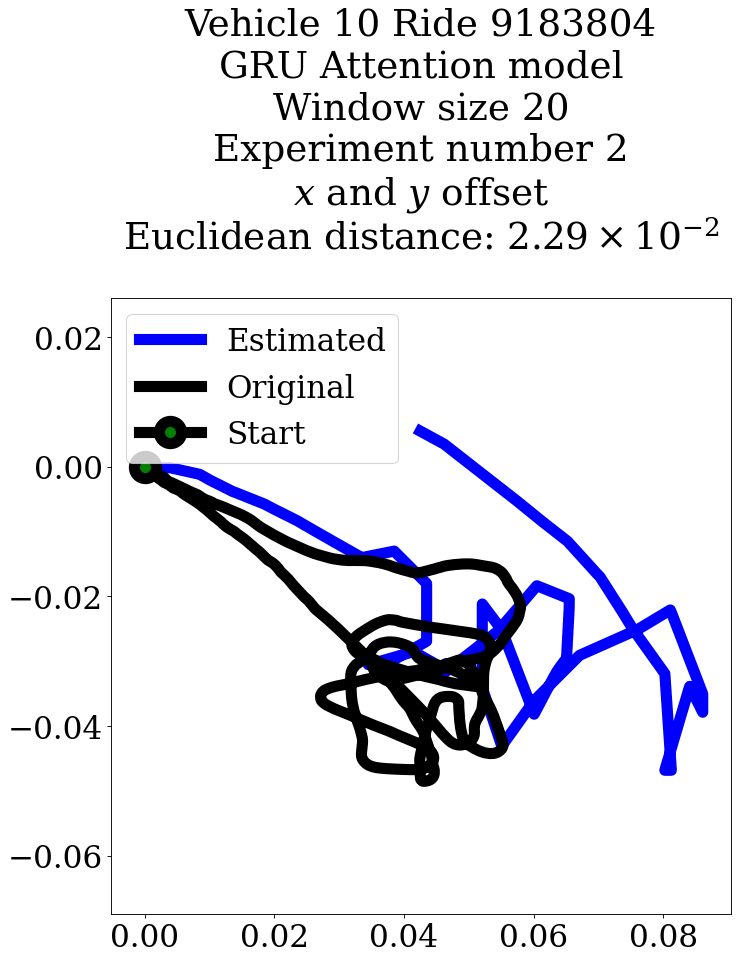 Vehicle 10 Ride 9183804
GRU Attention model
Window size 20
Experiment number 2
x and y offset
Euclidean distance: 2.29 × 10⁻²
Estimated
Original
Start
0.02
0.00
−0.02
−0.04
−0.06
0.00 0.02 0.04 0.06 0.08